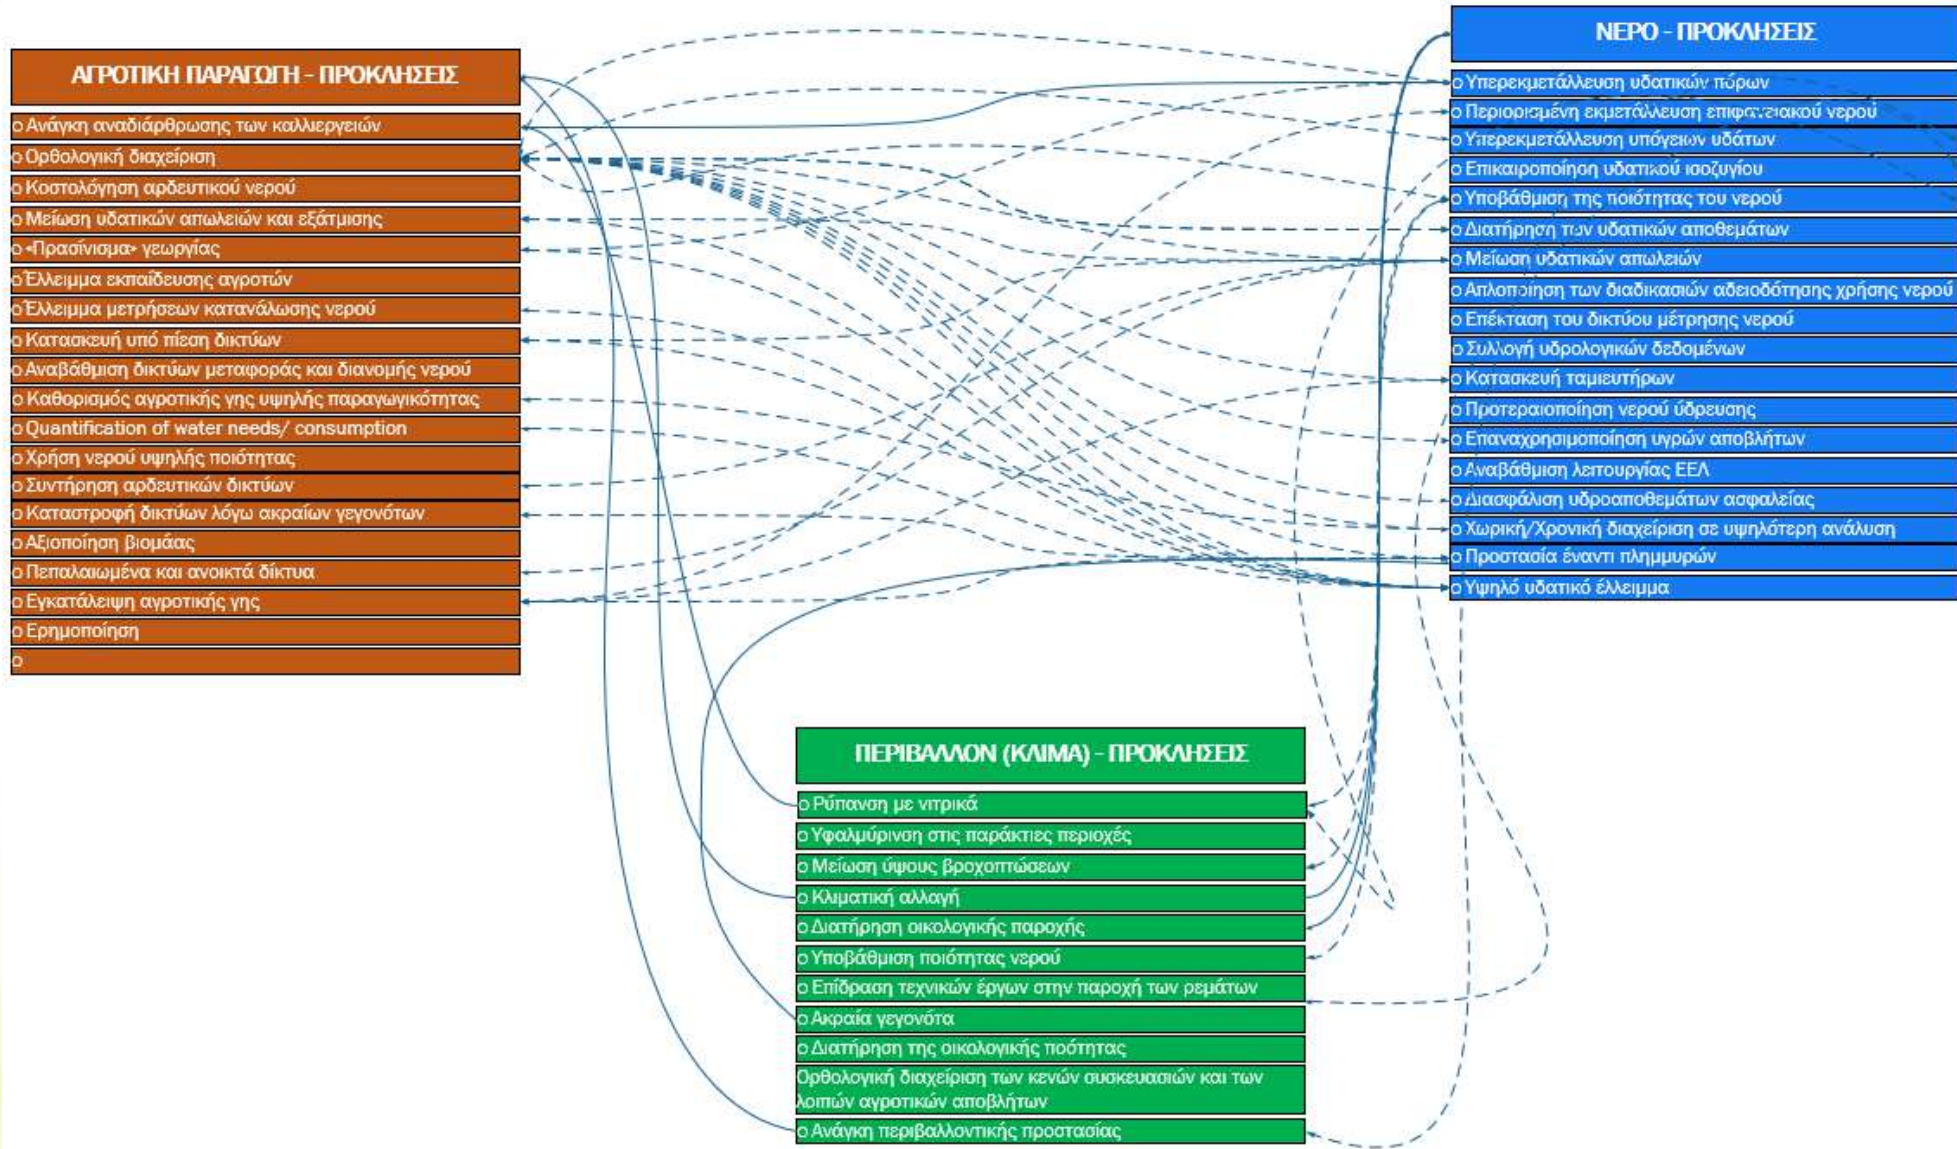 ΑΓΡΟΤΙΚΗ ΠΑΡΑΓΩΓΗ - ΠΡΟΚΛΗΣΕΙΣ
o Ανάγκη αναδιάρθρωσης των καλλιεργειών
o Ορθολογική διαχείριση
o Κοστολόγηση αρδευτικού νερού
o Μείωση υδατικών απωλειών και εξάτμισης
o «Πρασίνισμα» γεωργίας
o Έλλειμμα εκπαίδευσης αγροτών
o Έλλειμμα μετρήσεων κατανάλωσης νερού
o Κατασκευή υπό πίεση δικτύων
o Αναβάθμιση δικτύων μεταφοράς και διανομής νερού
o Καθορισμός αγροτικής γης υψηλής παραγωγικότητας
o Quantification of water needs/ consumption
o Χρήση νερού υψηλής ποιότητας
o Συντήρηση αρδευτικών δικτύων
o Καταστροφή δικτύων λόγω ακραίων γεγονότων
o Αξιοποίηση βιομάας
o Πεπαλαιωμένα και ανοικτά δίκτυα
o Εγκατάλειψη αγροτικής γης
o Ερημοποίηση
o
ΝΕΡΟ - ΠΡΟΚΛΗΣΕΙΣ
o Υπερεκμετάλλευση υδατικών πόρων
o Περιορισμένη εκμετάλλευση επιφανειακού νερού
o Υπερεκμετάλλευση υπόγειων υδάτων
o Επικαιροποίηση υδατικού ισοζυγίου
o Υποβάθμιση της ποιότητας του νερού
o Διατήρηση των υδατικών αποθεμάτων
o Μείωση υδατικών απωλειών
o Απλοποίηση των διαδικασιών αδειοδότησης χρήσης νερού
o Επέκταση του δικτύου μέτρησης νερού
o Συλλογή υδρολογικών δεδομένων
o Κατασκευή ταμιευτήρων
o Προτεραιοποίηση νερού ύδρευσης
o Επαναχρησιμοποίηση υγρών αποβλήτων
o Αναβάθμιση λειτουργίας ΕΕΛ
o Διασφάλιση υδροαποθεμάτων ασφαλείας
o Χωρική/Χρονική διαχείριση σε υψηλότερη ανάλυση
o Προστασία έναντι πλημμυρών
o Υψηλό υδατικό έλλειμμα
ΠΕΡΙΒΑΛΛΟΝ (ΚΛΙΜΑ) - ΠΡΟΚΛΗΣΕΙΣ
o Ρύπανση με νιτρικά
o Υφαλμύρινση στις παράκτιες περιοχές
o Μείωση ύψους βροχοπτώσεων
o Κλιματική αλλαγή
o Διατήρηση οικολογικής παροχής
o Υποβάθμιση ποιότητας νερού
o Επίδραση τεχνικών έργων στην παροχή των ρεμάτων
o Ακραία γεγονότα
o Διατήρηση της οικολογικής ποότητας
Ορθολογική διαχείριση των κενών συσκευασιών και των
λοιπών αγροτικών αποβλήτων
o Ανάγκη περιβαλλοντικής προστασίας